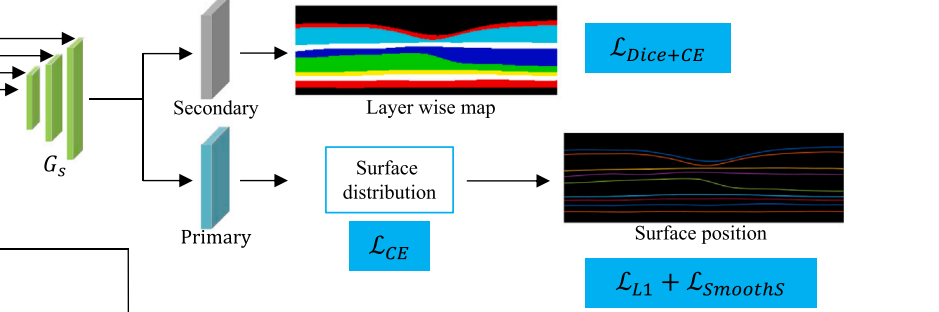 ℒ_{Dice+CE}
Secondary
Layer wise map
G_s
Surface
distribution
Primary
Surface position
ℒ_{CE}
ℒ_{L1} + ℒ_{SmoothS}